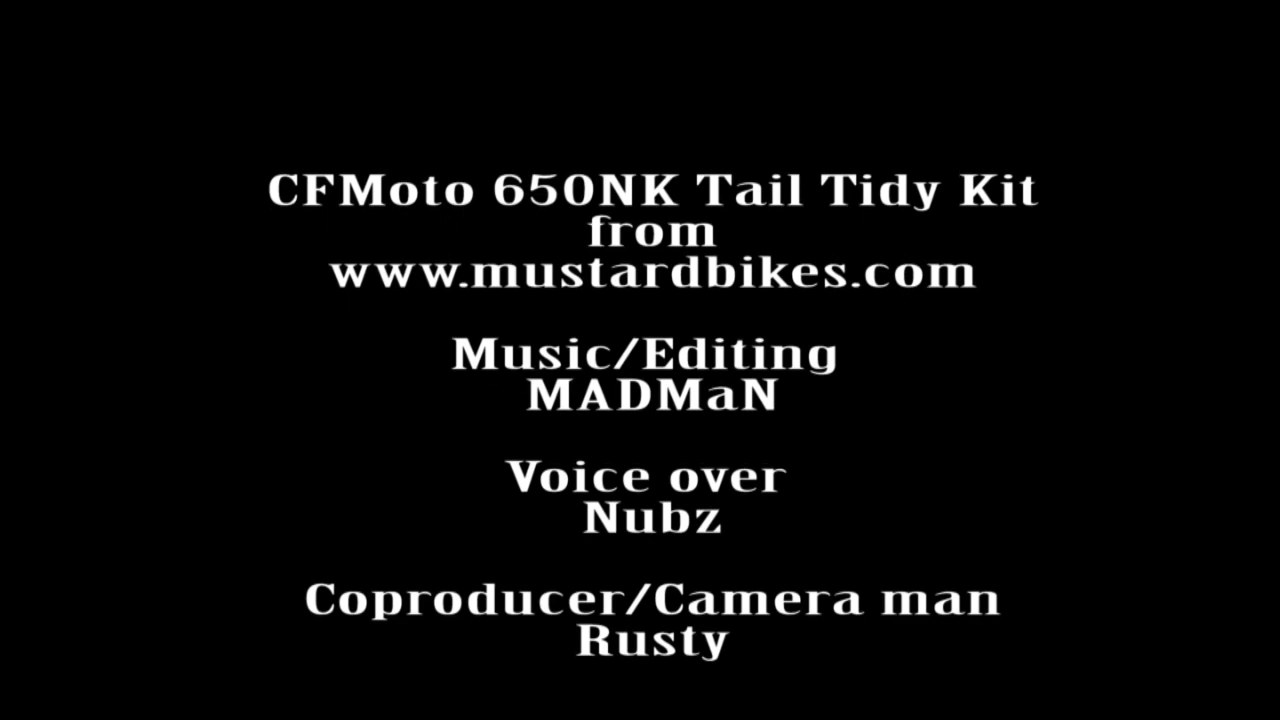 CFMoto 650NK Tail Tidy Kit
from
www.mustardbikes.com
Music/Editing
MADMaN
Voice over
Nubz
Coproducer/Camera man
Rusty